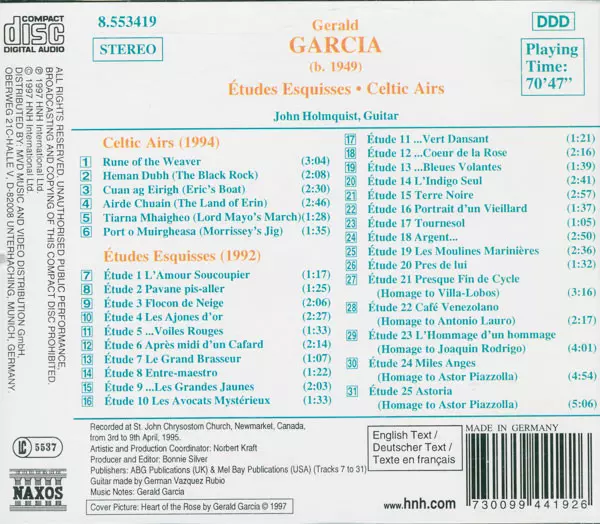 COMPACT
disc
DIGITAL AUDIO
8.553419
STEREO
Gerald
GARCIA
(b. 1949)
Études Esquisses • Celtic Airs
DDD
Playing
Time:
70'47"
John Holmquist, Guitar
Celtic Airs (1994)
1 Rune of the Weaver (3:04)
2 Heman Dubh (The Black Rock) (2:08)
3 Cuan ag Eirigh (Eric's Boat) (2:30)
4 Airde Chuain (The Land of Erin) (2:46)
5 Tiarna Mhaigheo (Lord Mayo's March) (1:28)
6 Port o Muirgheasa (Morrissey's Jig) (1:35)
Études Esquisses (1992)
7 Étude 1 L'Amour Soucoupier (1:17)
8 Étude 2 Pavane pis-aller (1:25)
9 Étude 3 Flocon de Neige (2:06)
10 Étude 4 Les Ajones d'or (2:27)
11 Étude 5 ...Voiles Rouges (1:33)
12 Étude 6 Après midi d'un Cafard (2:14)
13 Étude 7 Le Grand Brasseur (1:07)
14 Étude 8 Entre-maestro (1:22)
15 Étude 9 ...Les Grandes Jaunes (2:03)
16 Étude 10 Les Avocats Mystérieux (1:33)
17 Étude 11 ...Vert Dansant (1:21)
18 Étude 12 ...Coeur de la Rose (2:16)
19 Étude 13 ...Bleues Volantes (1:39)
20 Étude 14 L'Indigo Seul (2:41)
21 Étude 15 Terre Noire (2:57)
22 Étude 16 Portrait d'un Vieillard (1:37)
23 Étude 17 Tournesol (1:05)
24 Étude 18 Argent... (2:50)
25 Étude 19 Les Moulines Marinières (2:36)
26 Étude 20 Pres de lui (1:32)
27 Étude 21 Presque Fin de Cycle
(Homage to Villa-Lobos) (3:16)
28 Étude 22 Café Venezolano
(Homage to Antonio Lauro) (2:17)
29 Étude 23 L'Hommage d'un hommage
(Homage to Joaquin Rodrigo) (4:01)
30 Étude 24 Miles Anges
(Homage to Astor Piazzolla) (4:54)
31 Étude 25 Astoria
(Homage to Astor Piazzolla) (5:06)
Recorded at St. John Chrysostom Church, Newmarket, Canada,
from 3rd to 9th April, 1995.
Artistic and Production Coordinator: Norbert Kraft
Producer and Editor: Bonnie Silver
Publishers: ABG Publications (UK) & Mel Bay Publications (USA) (Tracks 7 to 31)
Guitar made by German Vazquez Rubio
Music Notes: Gerald Garcia
Cover Picture: Heart of the Rose by Gerald Garcia © 1997
English Text /
Deutscher Text /
Texte en français
www.hnh.com
MADE IN GERMANY
7 30099 44192 6
ALL RIGHTS RESERVED. UNAUTHORISED PUBLIC PERFORMANCE,
BROADCASTING AND COPYING OF THIS COMPACT DISC PROHIBITED.
℗ 1997 HNH International Ltd.
© 1997 HNH International Ltd.
DISTRIBUTED BY: MVD MUSIC AND VIDEO DISTRIBUTION GmbH,
OBERWEG 21C-HALLE V, D-82008 UNTERHACHING, MUNICH, GERMANY.
LC 5537
NAXOS